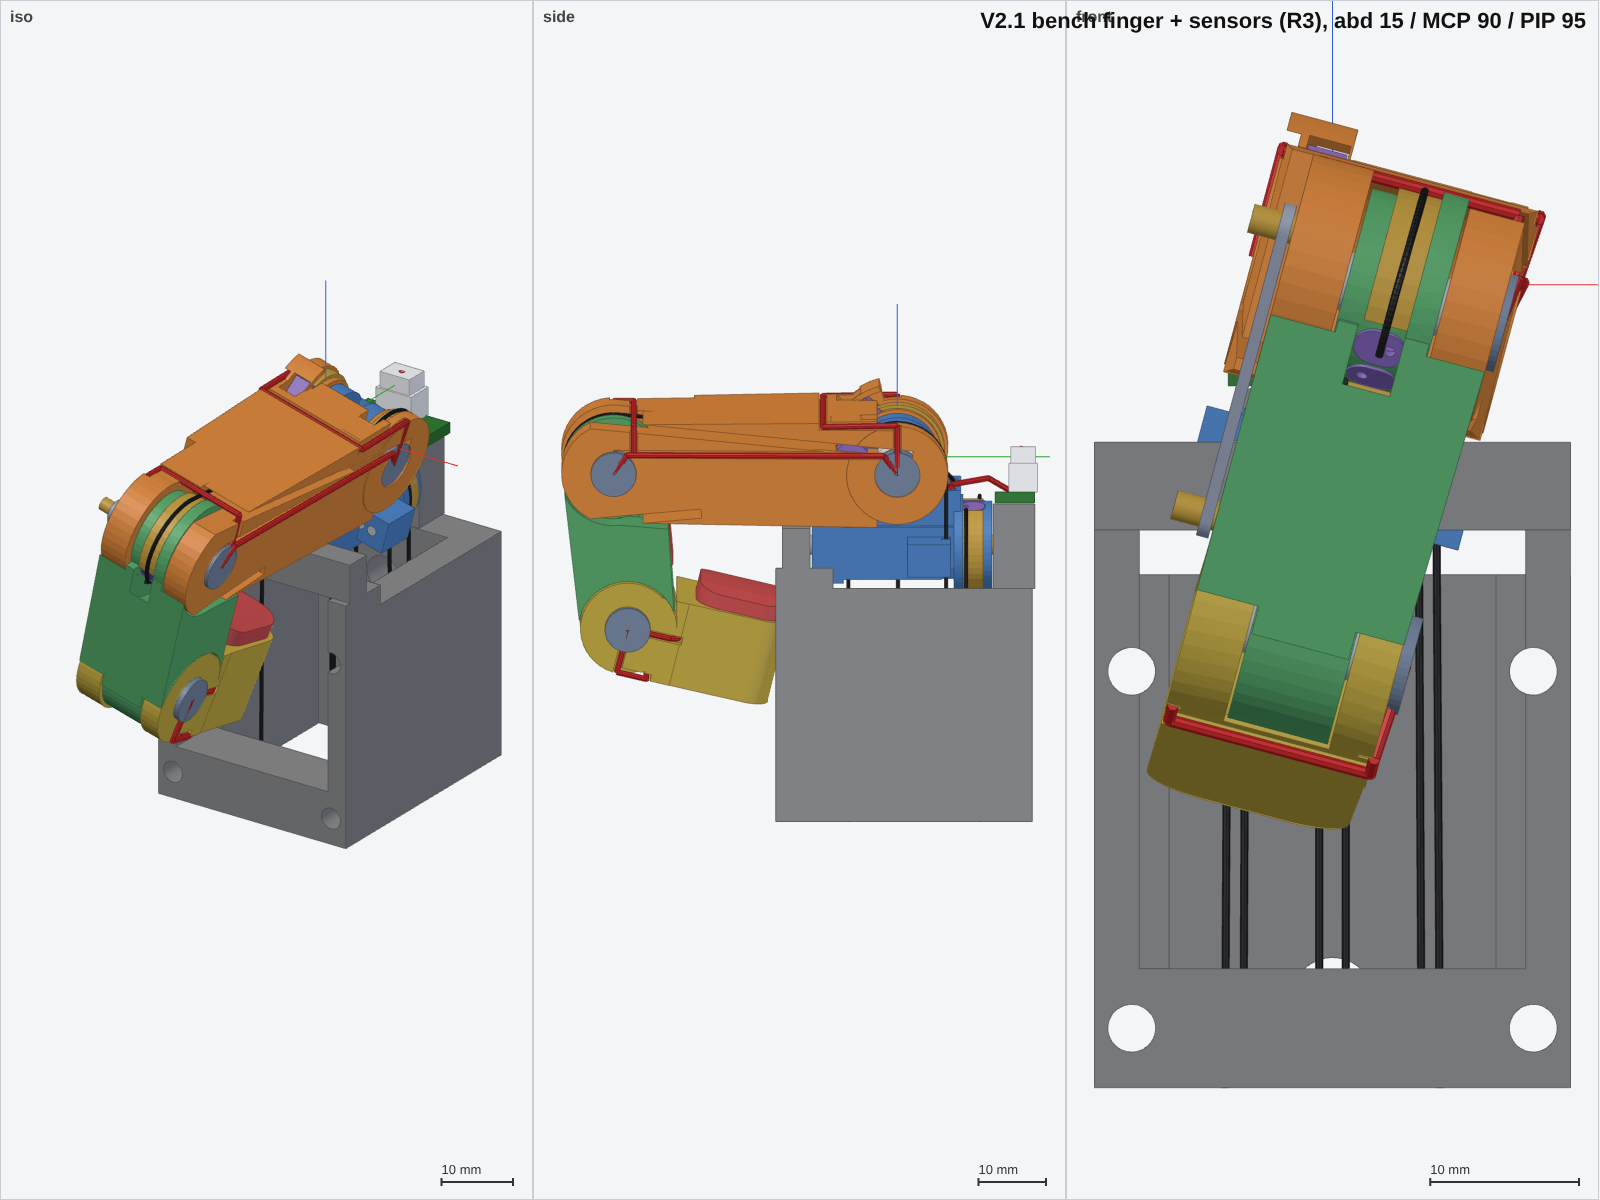 iso
side
front
V2.1 bench finger + sensors (R3), abd 15 / MCP 90 / PIP 95
10 mm
10 mm
10 mm